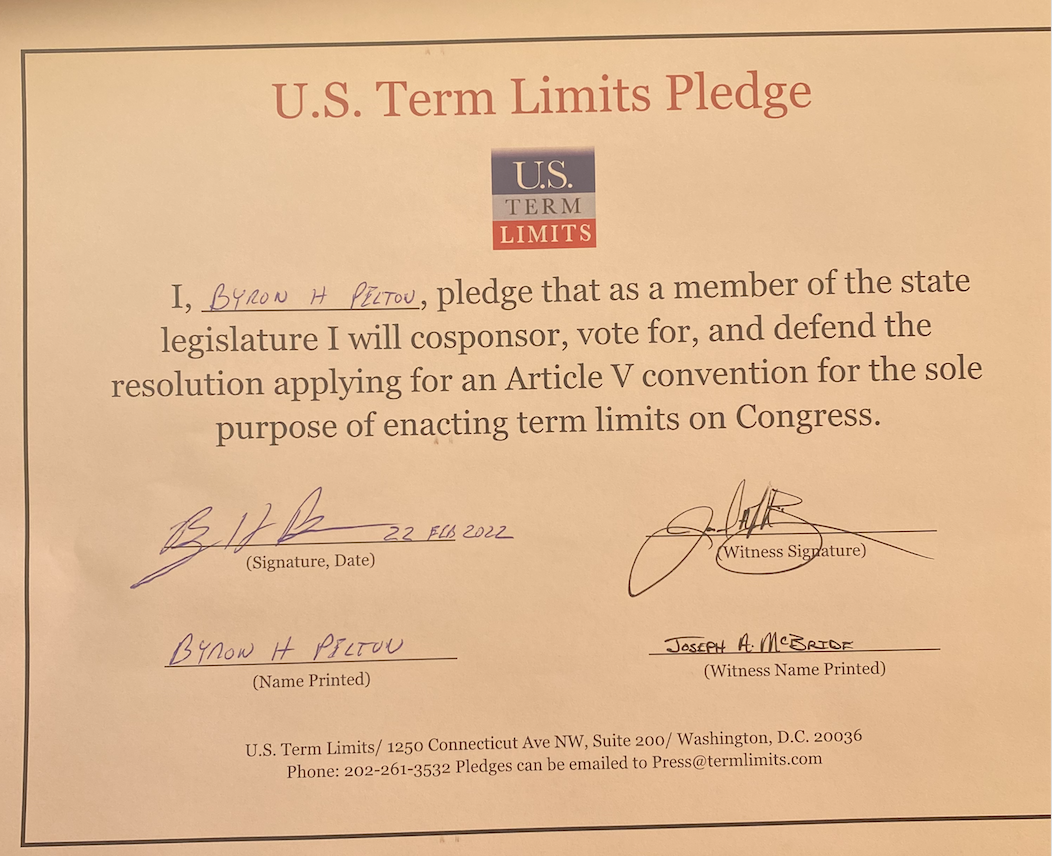 U.S. Term Limits Pledge
U.S.
TERM
LIMITS
I, BYRON H PELTON, pledge that as a member of the state
legislature I will cosponsor, vote for, and defend the
resolution applying for an Article V convention for the sole
purpose of enacting term limits on Congress.
22 FEB 2022
(Signature, Date)
(Witness Signature)
BYRON H PELTON
(Name Printed)
JOSEPH A. McBRIDE
(Witness Name Printed)
U.S. Term Limits/ 1250 Connecticut Ave NW, Suite 200/ Washington, D.C. 20036
Phone: 202-261-3532 Pledges can be emailed to Press@termlimits.com